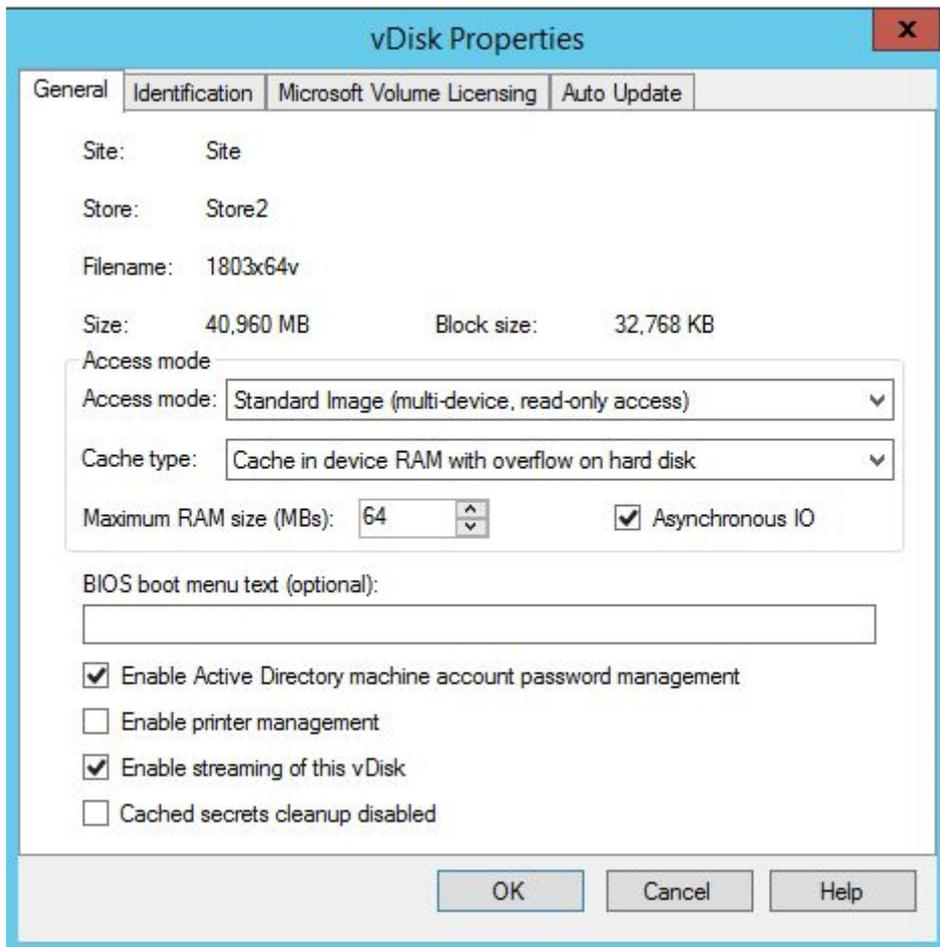 vDisk Properties
x
General Identification Microsoft Volume Licensing Auto Update
Site: Site
Store: Store2
Filename: 1803x64v
Size: 40,960 MB Block size: 32,768 KB
Access mode
Access mode: Standard Image (multi-device, read-only access)
Cache type: Cache in device RAM with overflow on hard disk
Maximum RAM size (MBs): 64 Asynchronous IO
BIOS boot menu text (optional):
Enable Active Directory machine account password management
Enable printer management
Enable streaming of this vDisk
Cached secrets cleanup disabled
OK Cancel Help